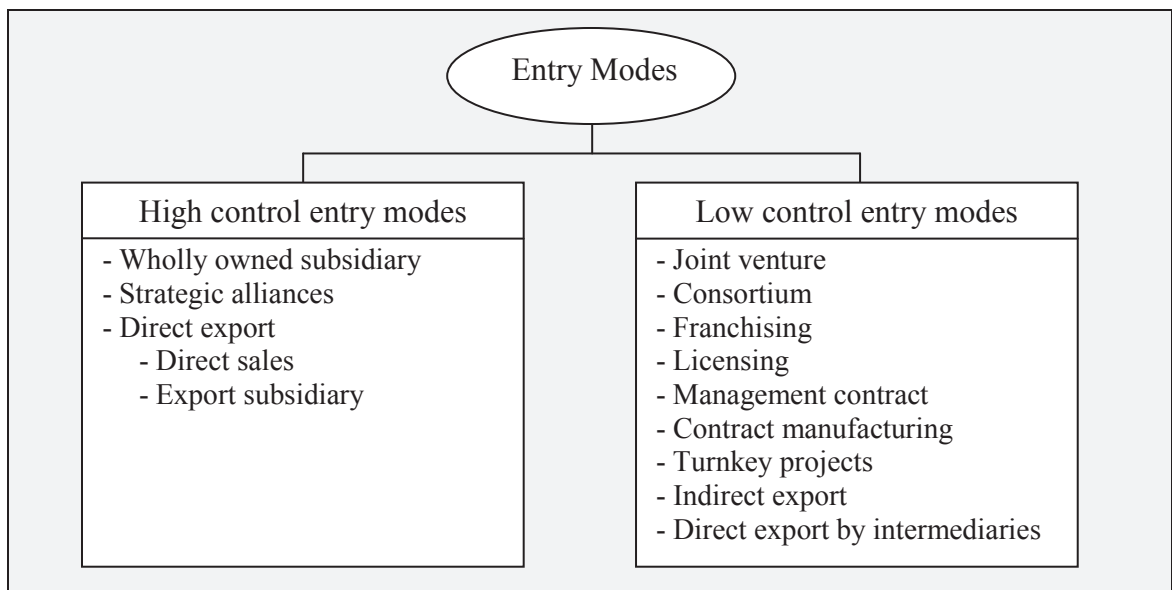 Entry Modes
High control entry modes
- Wholly owned subsidiary
- Strategic alliances
- Direct export
- Direct sales
- Export subsidiary
Low control entry modes
- Joint venture
- Consortium
- Franchising
- Licensing
- Management contract
- Contract manufacturing
- Turnkey projects
- Indirect export
- Direct export by intermediaries